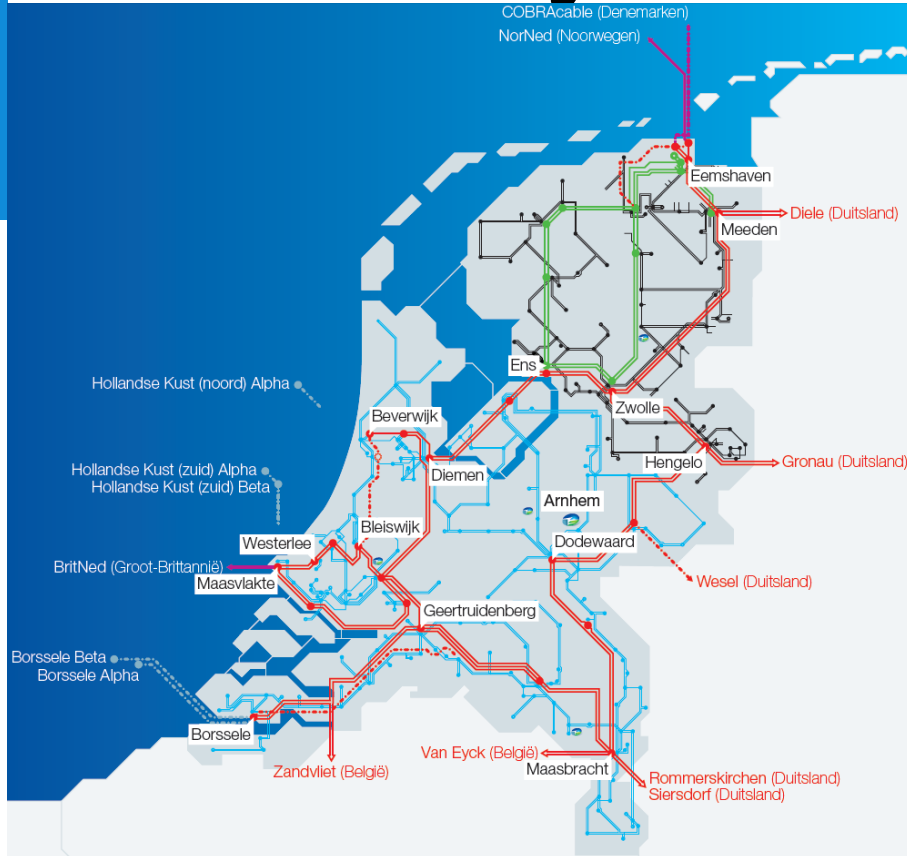 COBRAcable (Denemarken)
NorNed (Noorwegen)
Eemshaven
Diele (Duitsland)
Meeden
Ens
Hollandse Kust (noord) Alpha
Zwolle
Beverwijk
Hengelo
Gronau (Duitsland)
Hollandse Kust (zuid) Alpha
Hollandse Kust (zuid) Beta
Diemen
Arnhem
Bleiswijk
Westerlee
Dodewaard
BritNed (Groot-Brittannië)
Maasvlakte
Wesel (Duitsland)
Geertruidenberg
Borssele Beta
Borssele Alpha
Borssele
Zandvliet (België)
Van Eyck (België)
Maasbracht
Rommerskirchen (Duitsland)
Siersdorf (Duitsland)